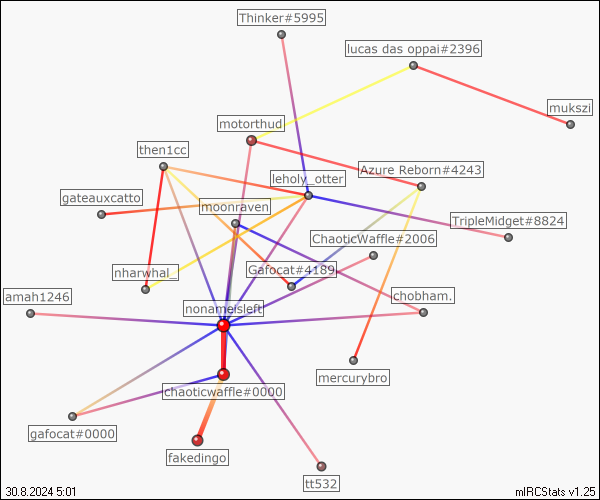 Thinker#5995
lucas das oppai#2396
mukszi
motorthud
then1cc
Azure Reborn#4243
leholy_otter
gateauxcatto
moonraven
TripleMidget#8824
ChaoticWaffle#2006
nharwhal_
Gafocat#4189
amah1246
chobham.
nonameisleft
mercurybro
chaoticwaffle#0000
gafocat#0000
fakedingo
tt532
30.8.2024 5:01
mIRCStats v1.25